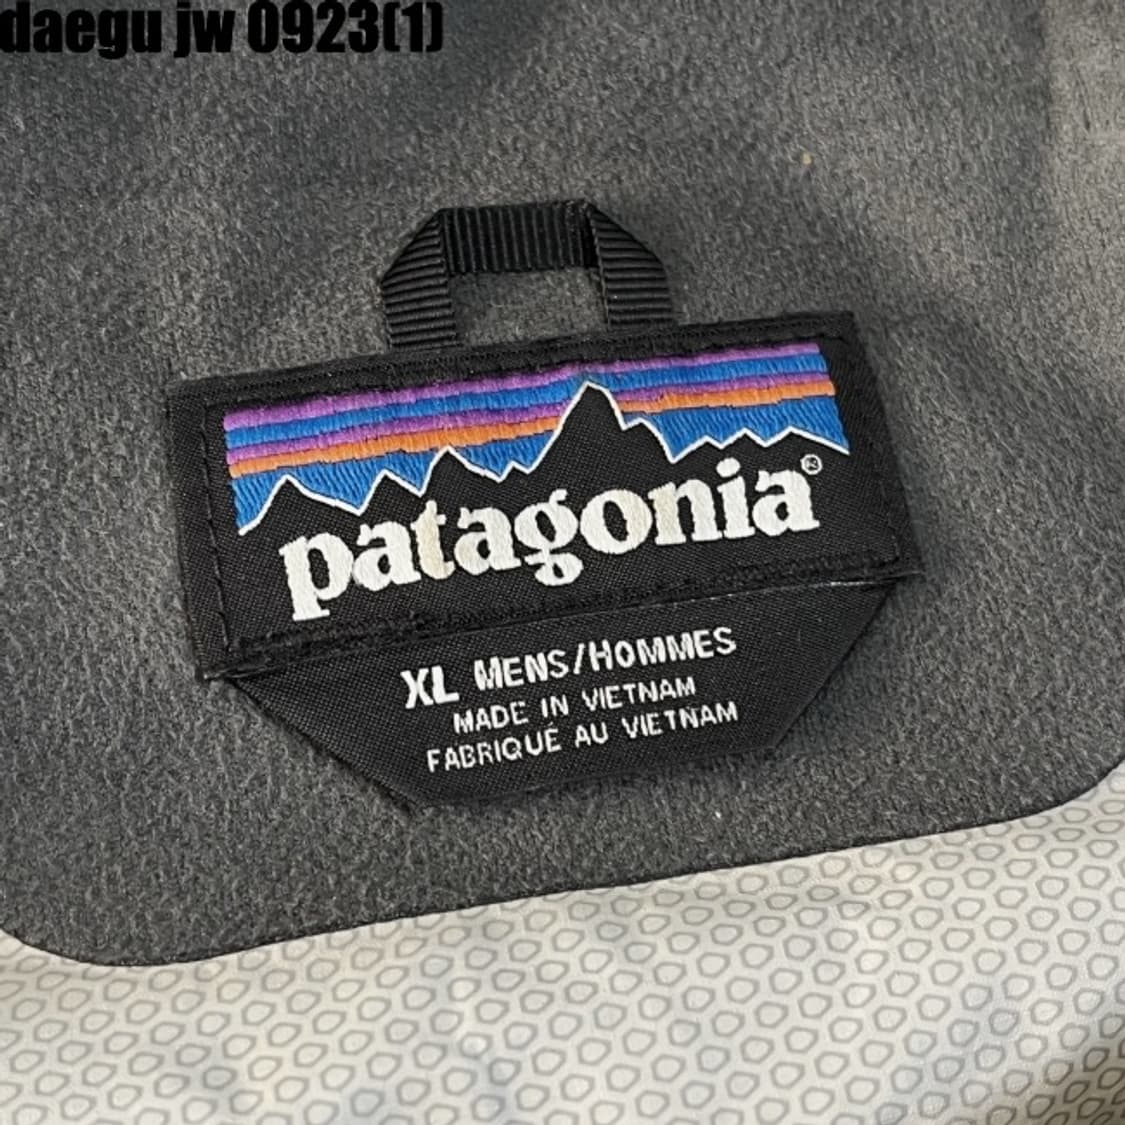 daegu jw 0923(1)
patagonia®
XL MENS/HOMMES
MADE IN VIETNAM
FABRIQUÉ AU VIETNAM